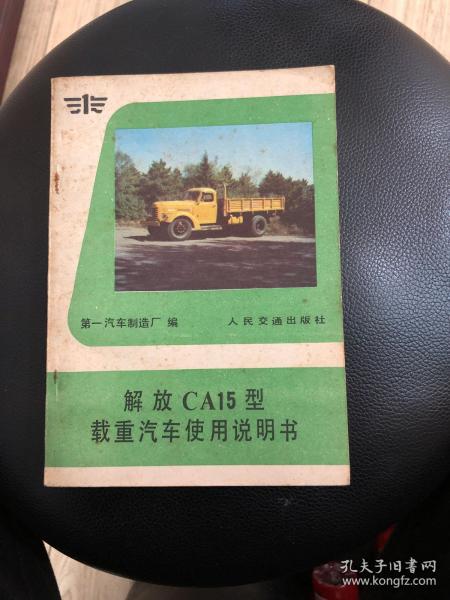 第一汽车制造厂 编
人民交通出版社
解放CA15型
载重汽车使用说明书
孔夫子旧书网
www.kongfz.com